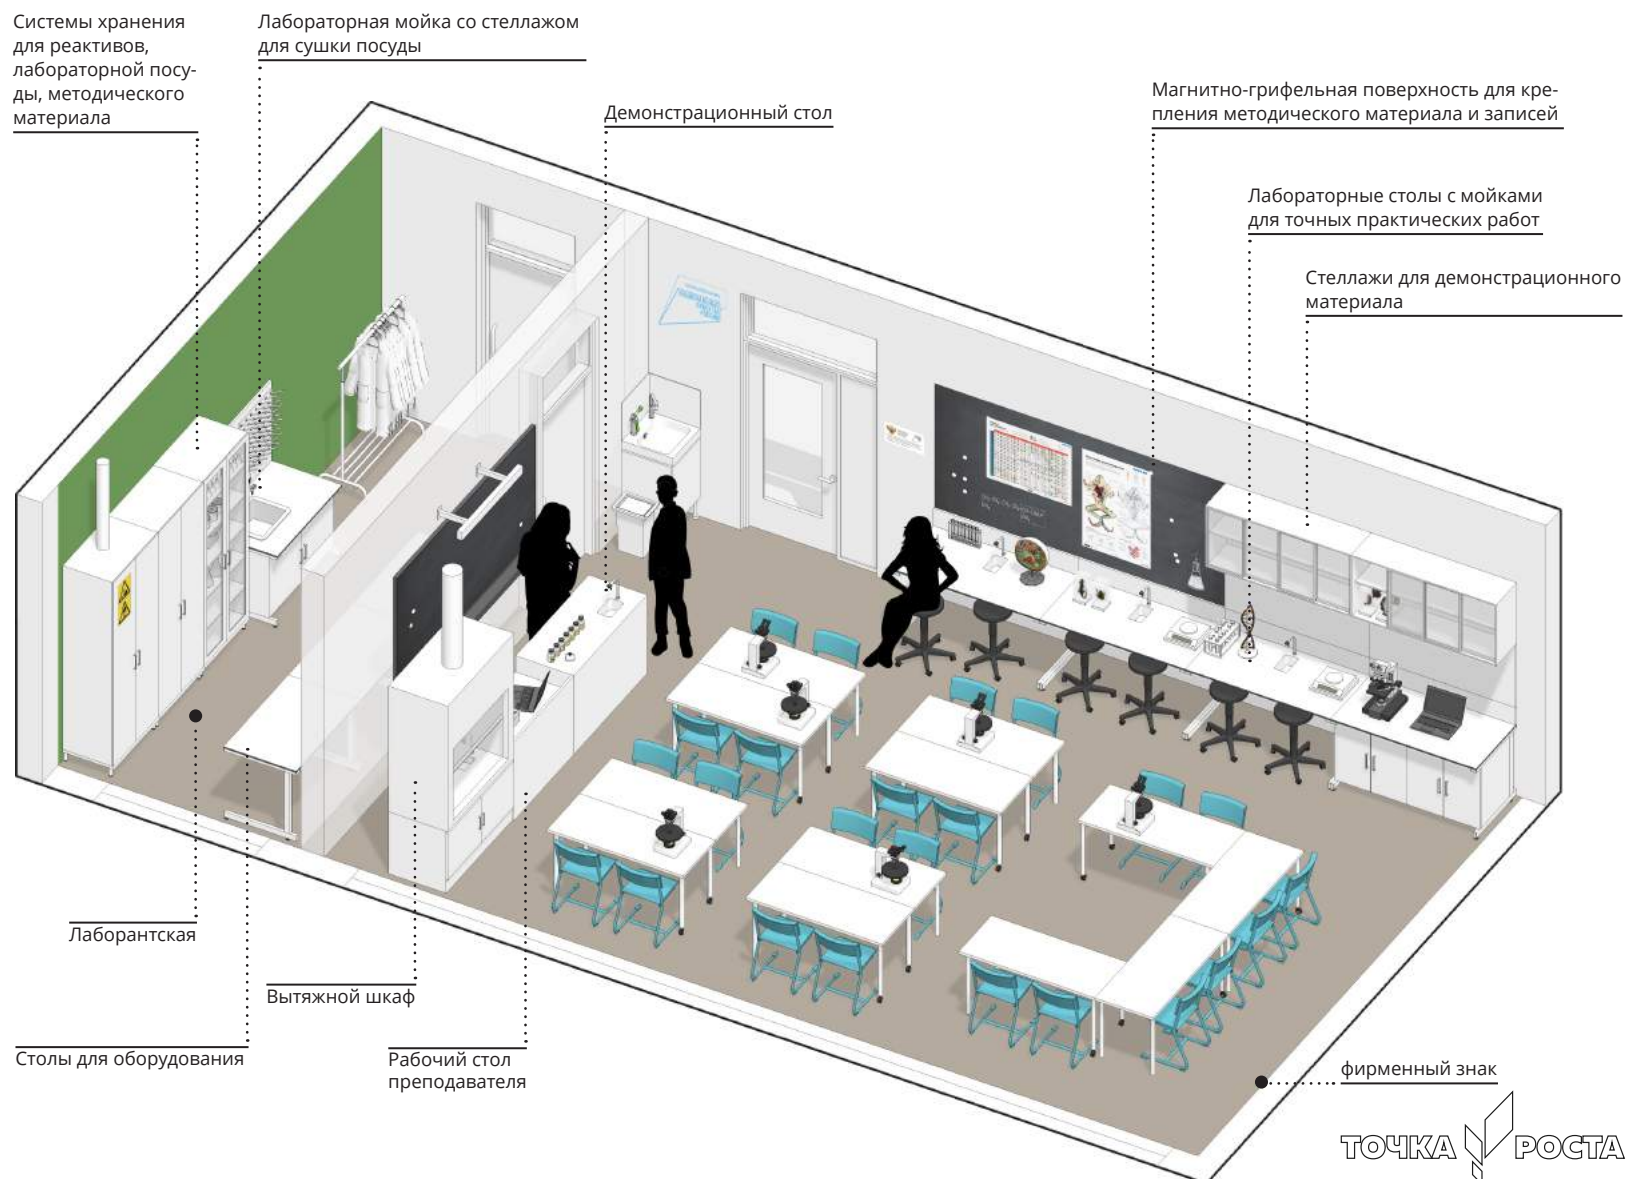 Системы хранения
для реактивов,
лабораторной посу-
ды, методического
материала
Лабораторная мойка со стеллажом
для сушки посуды
Демонстрационный стол
Магнитно-грифельная поверхность для кре-
пления методического материала и записей
Лабораторные столы с мойками
для точных практических работ
Стеллажи для демонстрационного
материала
Лаборантская
Вытяжной шкаф
Столы для оборудования
Рабочий стол
преподавателя
фирменный знак
ТОЧКА РОСТА